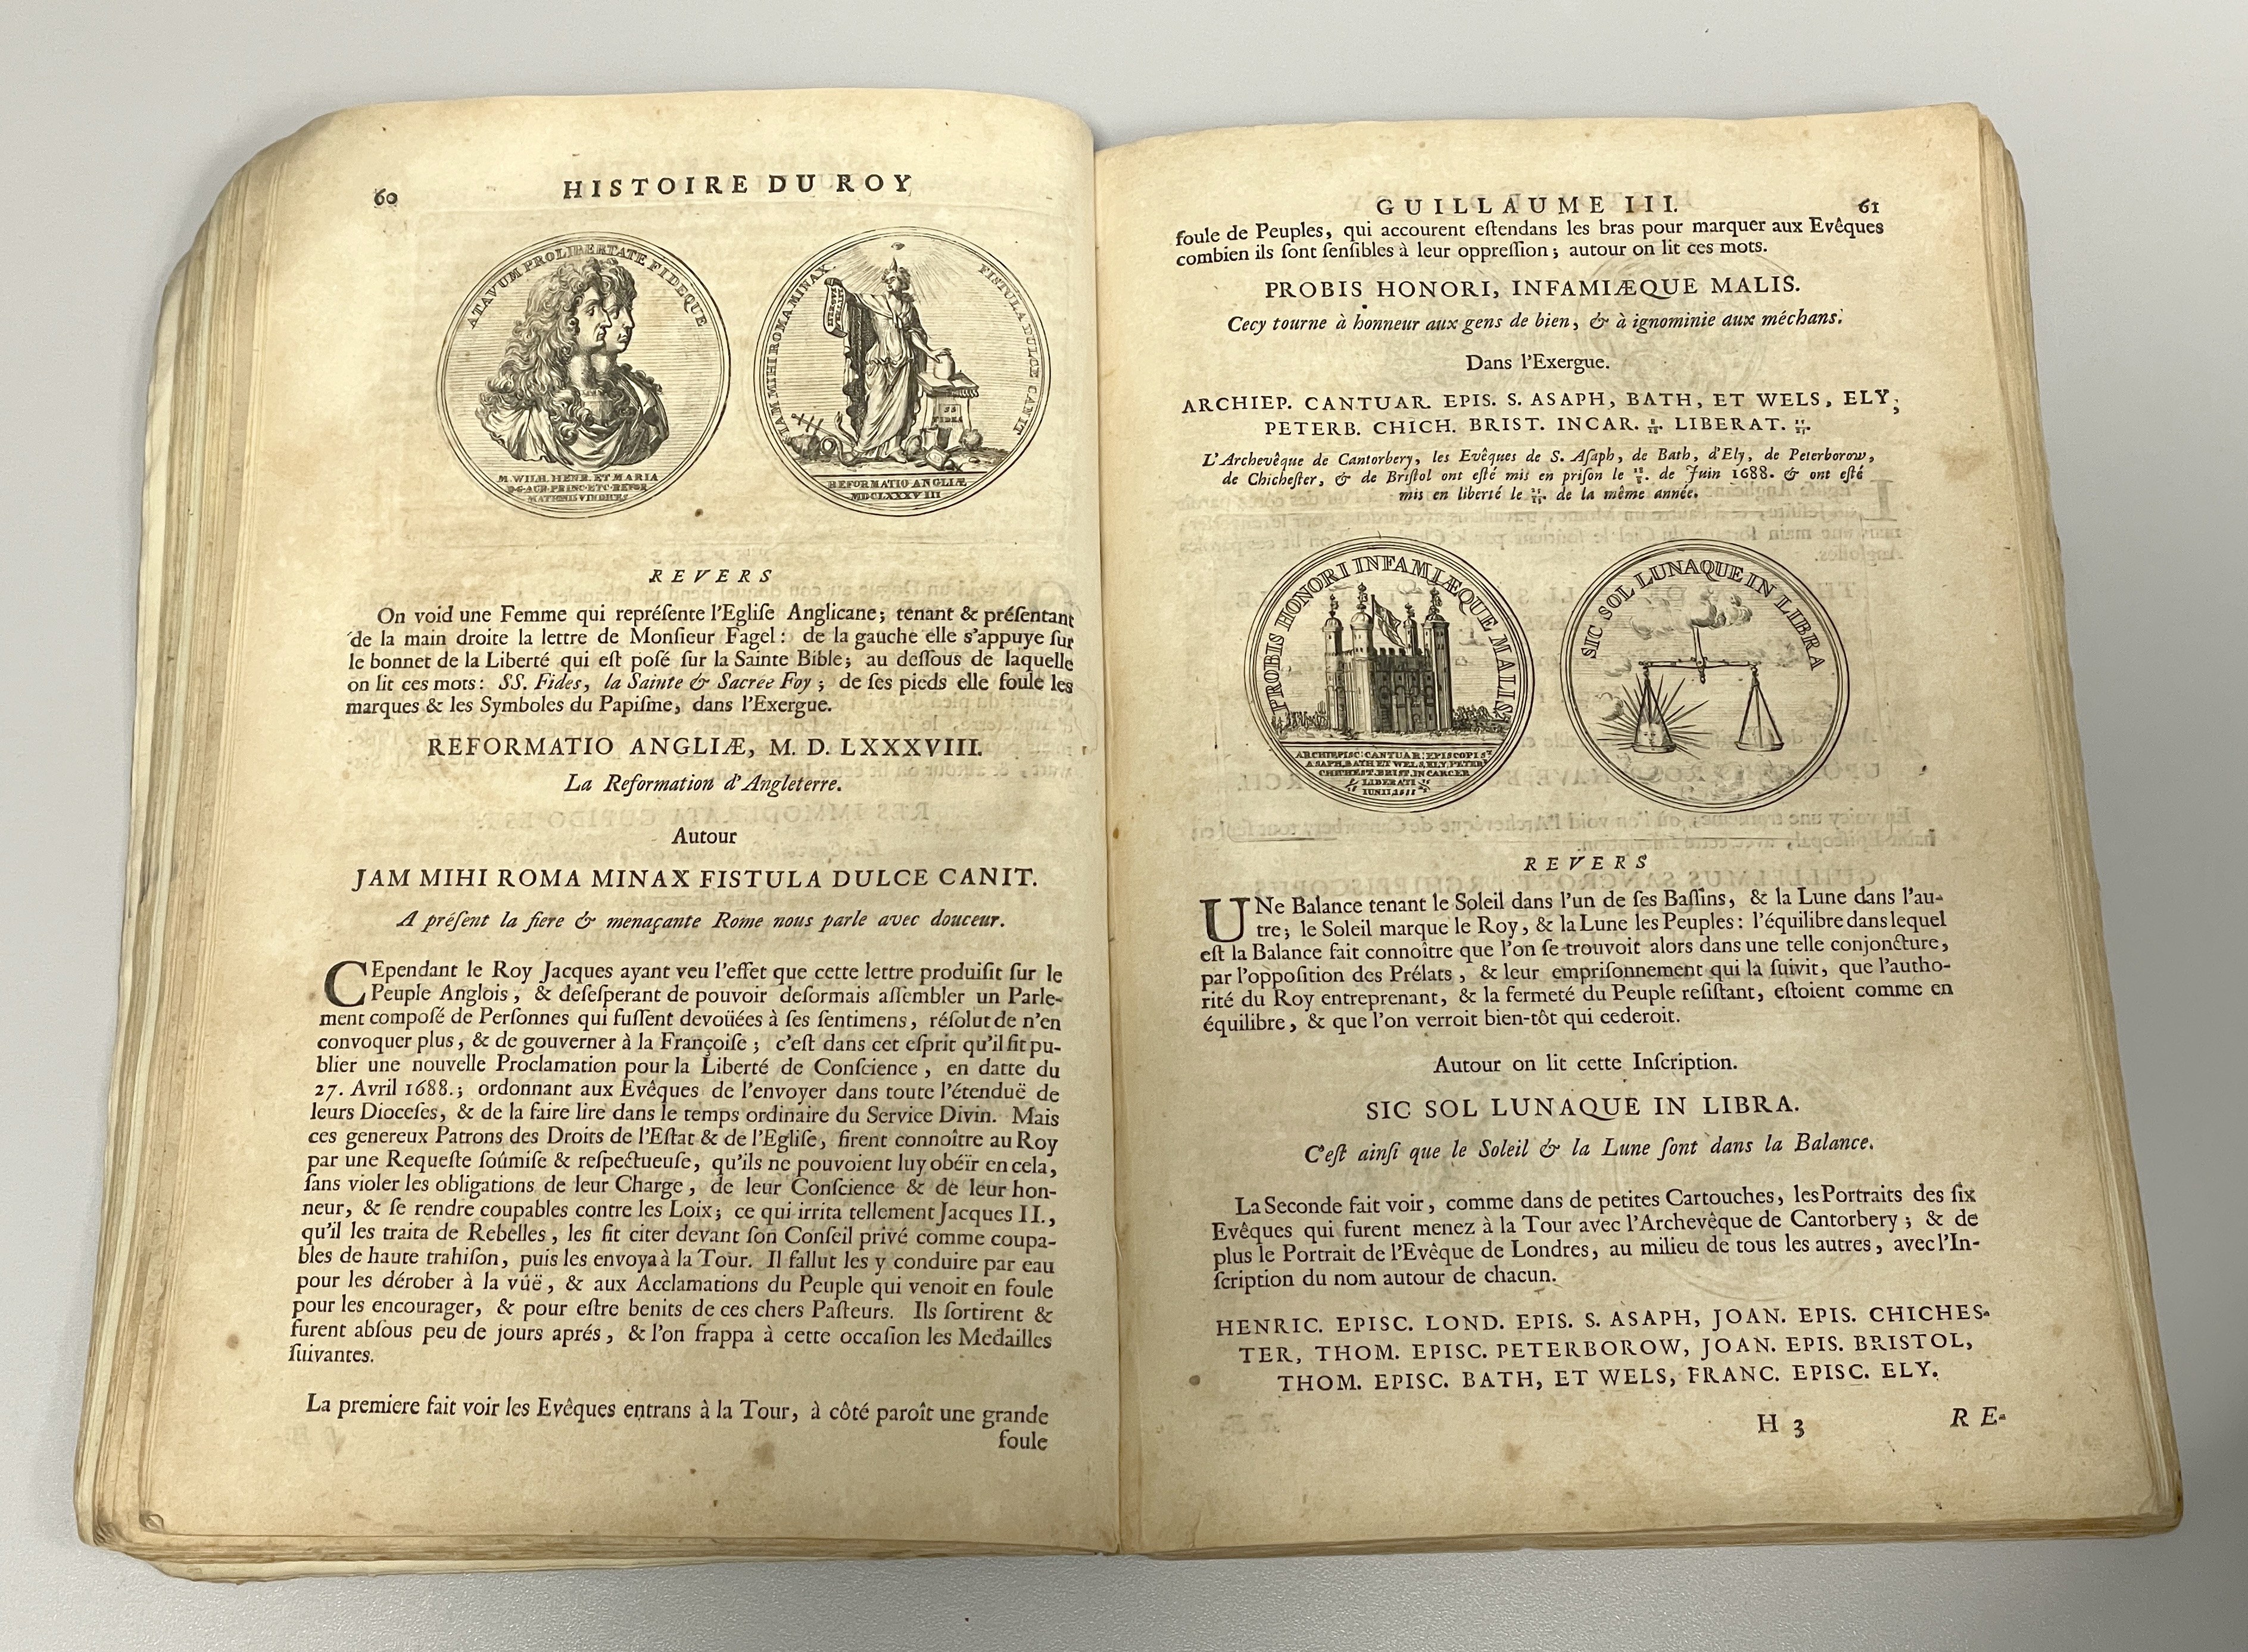 60
HISTOIRE DU ROY
ATAVUM PRO LIBERTATE FIDEQUE
M. WILH. HENR. ET MARIA
D·G·AUR·PRINC·ETC·REFOR
MATIONIS VINDICES
IAM MIHI ROMA MINAX
FISTULA DULCE CANIT
SS
FIDES
REFORMATIO ANGLIÆ
MDCLXXXVIII
REVERS
On void une Femme qui repréſente l'Egliſe Anglicane; tenant & préſentant
de la main droite la lettre de Monſieur Fagel: de la gauche elle s'appuye ſur
le bonnet de la Liberté qui eſt poſé ſur la Sainte Bible; au deſſous de laquelle
on lit ces mots: SS. Fides, la Sainte & Sacrée Foy; de ſes pieds elle foule les
marques & les Symboles du Papiſme, dans l'Exergue.
REFORMATIO ANGLIÆ, M. D. LXXXVIII.
La Reformation d'Angleterre.
Autour
JAM MIHI ROMA MINAX FISTULA DULCE CANIT.
A préſent la fiere & menaçante Rome nous parle avec douceur.
CEpendant le Roy Jacques ayant veu l'effet que cette lettre produiſit ſur le
Peuple Anglois, & deſeſperant de pouvoir deſormais aſſembler un Parle-
ment compoſé de Perſonnes qui fuſſent devoüées à ſes ſentimens, réſolut de n'en
convoquer plus, & de gouverner à la Françoiſe; c'eſt dans cet eſprit qu'il fit pu-
blier une nouvelle Proclamation pour la Liberté de Conſcience, en datte du
27. Avril 1688.; ordonnant aux Evêques de l'envoyer dans toute l'étenduë de
leurs Dioceſes, & de la faire lire dans le temps ordinaire du Service Divin. Mais
ces genereux Patrons des Droits de l'Eſtat & de l'Egliſe, firent connoître au Roy
par une Requeſte ſoûmiſe & reſpectueuſe, qu'ils ne pouvoient luy obéïr en cela,
ſans violer les obligations de leur Charge, de leur Conſcience & de leur hon-
neur, & ſe rendre coupables contre les Loix; ce qui irrita tellement Jacques II.,
qu'il les traita de Rebelles, les fit citer devant ſon Conſeil privé comme coupa-
bles de haute trahiſon, puis les envoya à la Tour. Il fallut les y conduire par eau
pour les dérober à la vûë, & aux Acclamations du Peuple qui venoit en foule
pour les encourager, & pour eſtre benits de ces chers Paſteurs. Ils ſortirent &
furent abſous peu de jours aprés, & l'on frappa à cette occaſion les Medailles
ſuivantes.
La premiere fait voir les Evêques entrans à la Tour, à côté paroît une grande
foule
GUILLAUME III.
61
foule de Peuples, qui accourent eſtendans les bras pour marquer aux Evêques
combien ils ſont ſenſibles à leur oppreſſion; autour on lit ces mots.
PROBIS HONORI, INFAMIÆQUE MALIS.
Cecy tourne à honneur aux gens de bien, & à ignominie aux méchans.
Dans l'Exergue.
ARCHIEP. CANTUAR. EPIS. S. ASAPH, BATH, ET WELS, ELY,
PETERB. CHICH. BRIST. INCAR. LIBERAT.
L'Archevêque de Cantorbery, les Evêques de S. Aſaph, de Bath, d'Ely, de Peterborow,
de Chicheſter, & de Briſtol ont eſté mis en priſon le de Juin 1688. & ont eſté
mis en liberté le de la même année.
PROBIS HONORI INFAMIÆQUE MALIS
ARCHIEPISC: CANTUAR: EPISCOPI S
ASAPH, BATH ET WELS, ELY, PETER
CHICHEST. BRIST. INCARCER
LIBERATI
IUNII
SIC SOL LUNAQUE IN LIBRA
REVERS
UNe Balance tenant le Soleil dans l'un de ſes Baſſins, & la Lune dans l'au-
tre; le Soleil marque le Roy, & la Lune les Peuples: l'équilibre dans lequel
eſt la Balance fait connoître que l'on ſe trouvoit alors dans une telle conjoncture,
par l'oppoſition des Prélats, & leur empriſonnement qui la ſuivit, que l'autho-
rité du Roy entreprenant, & la fermeté du Peuple reſiſtant, eſtoient comme en
équilibre, & que l'on verroit bien-tôt qui cederoit.
Autour on lit cette Inſcription.
SIC SOL LUNAQUE IN LIBRA.
C'eſt ainſi que le Soleil & la Lune ſont dans la Balance.
La Seconde fait voir, comme dans de petites Cartouches, les Portraits des ſix
Evêques qui furent menez à la Tour avec l'Archevêque de Cantorbery; & de
plus le Portrait de l'Evêque de Londres, au milieu de tous les autres, avec l'In-
ſcription du nom autour de chacun.
HENRIC. EPISC. LOND. EPIS. S. ASAPH, JOAN. EPIS. CHICHES-
TER, THOM. EPISC. PETERBOROW, JOAN. EPIS. BRISTOL,
THOM. EPISC. BATH, ET WELS, FRANC. EPISC. ELY.
H 3
RE-